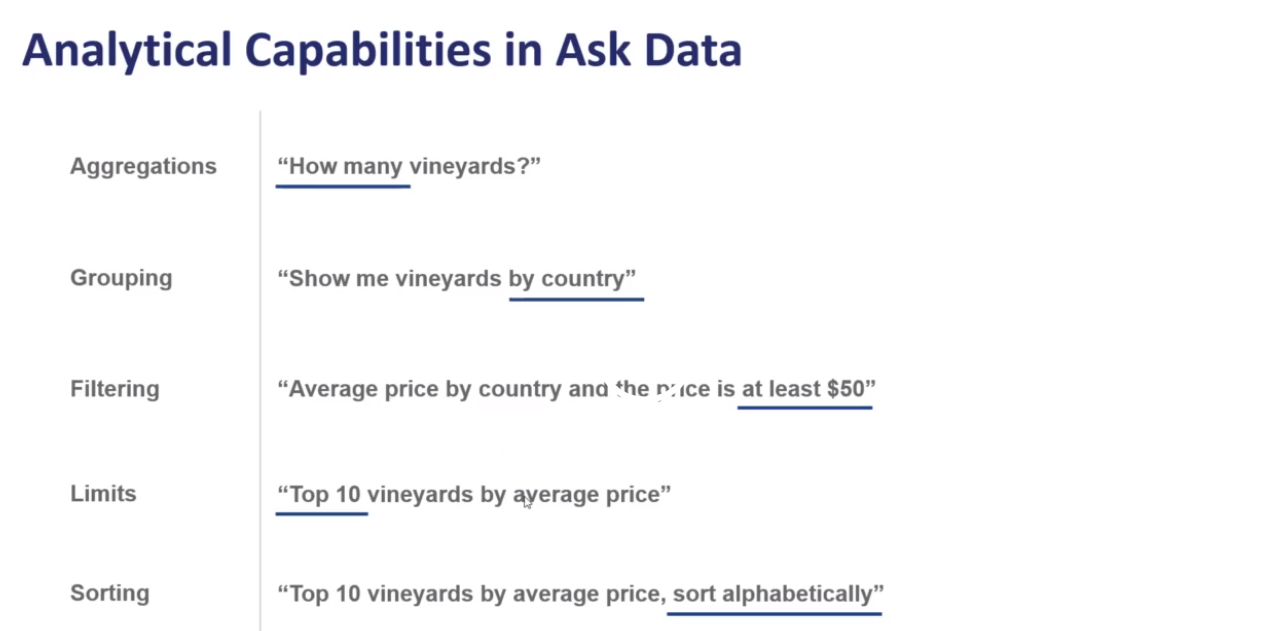 Analytical Capabilities in Ask Data
Aggregations “How many vineyards?”
Grouping “Show me vineyards by country”
Filtering “Average price by country and the price is at least $50”
Limits “Top 10 vineyards by average price”
Sorting “Top 10 vineyards by average price, sort alphabetically”